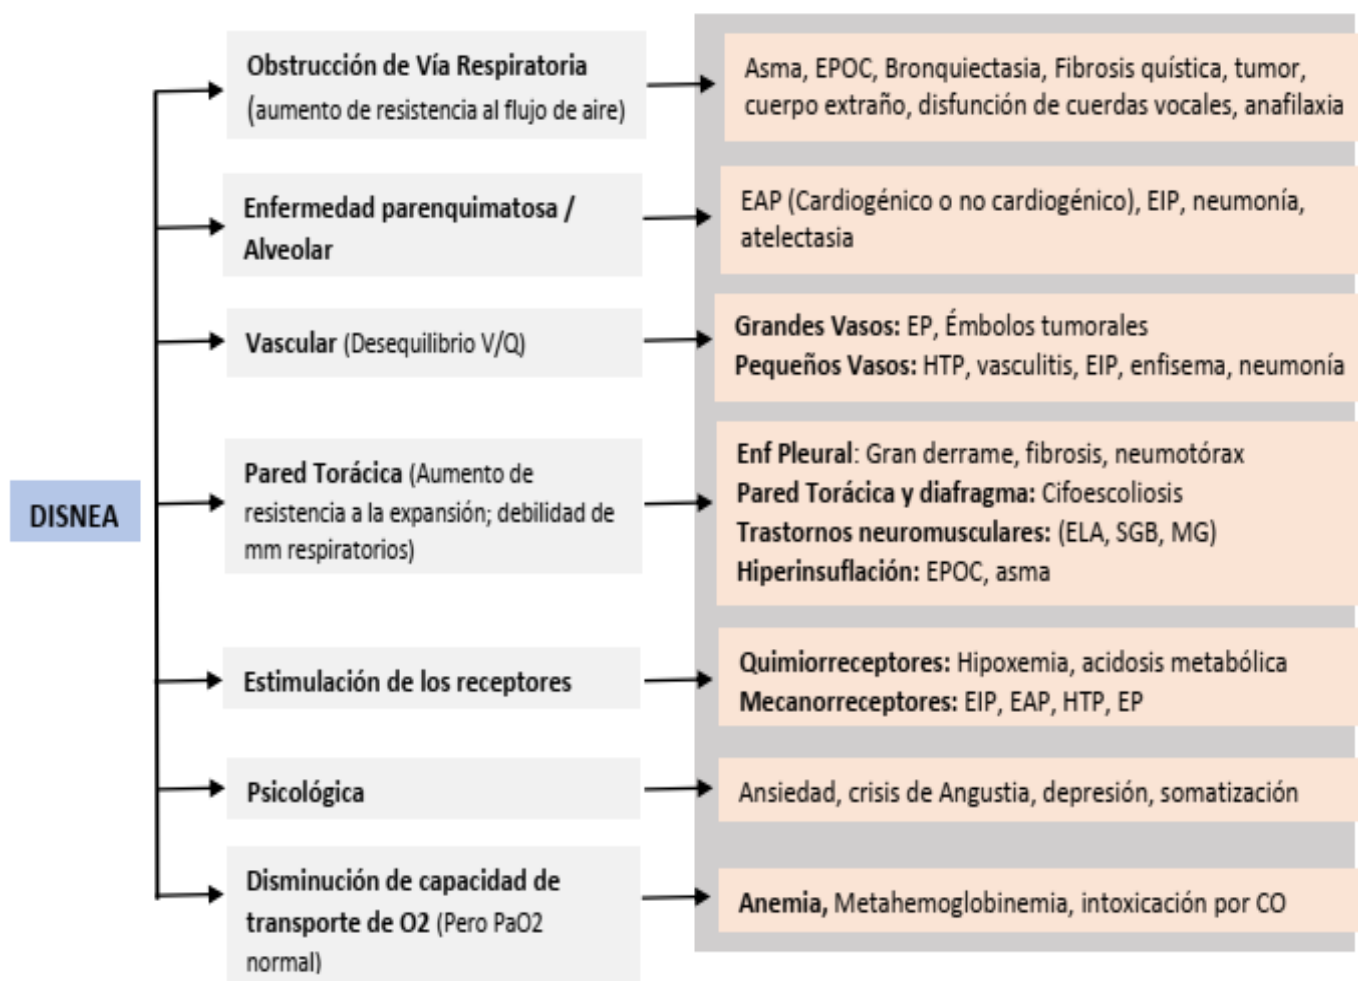 DISNEA
Obstrucción de Vía Respiratoria
(aumento de resistencia al flujo de aire)
Asma, EPOC, Bronquiectasia, Fibrosis quística, tumor,
cuerpo extraño, disfunción de cuerdas vocales, anafilaxia
Enfermedad parenquimatosa /
Alveolar
EAP (Cardiogénico o no cardiogénico), EIP, neumonía,
atelectasia
Vascular (Desequilibrio V/Q)
Grandes Vasos: EP, Émbolos tumorales
Pequeños Vasos: HTP, vasculitis, EIP, enfisema, neumonía
Pared Torácica (Aumento de
resistencia a la expansión; debilidad de
mm respiratorios)
Enf Pleural: Gran derrame, fibrosis, neumotórax
Pared Torácica y diafragma: Cifoescoliosis
Trastornos neuromusculares: (ELA, SGB, MG)
Hiperinsuflación: EPOC, asma
Estimulación de los receptores
Quimiorreceptores: Hipoxemia, acidosis metabólica
Mecanorreceptores: EIP, EAP, HTP, EP
Psicológica
Ansiedad, crisis de Angustia, depresión, somatización
Disminución de capacidad de
transporte de O2 (Pero PaO2
normal)
Anemia, Metahemoglobinemia, intoxicación por CO